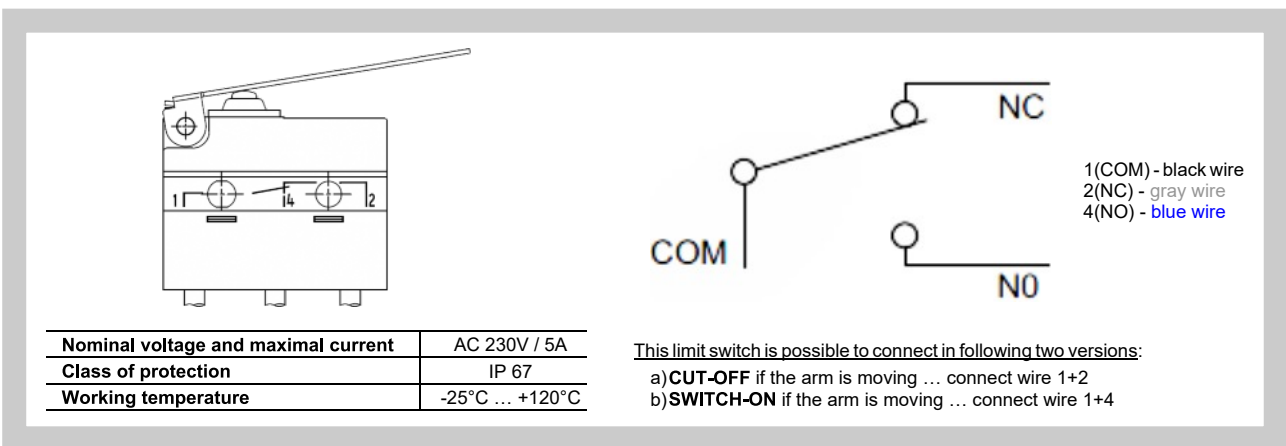 1 4 2
NC
COM
N0
1(COM) - black wire
2(NC) - gray wire
4(NO) - blue wire
Nominal voltage and maximal current AC 230V / 5A
Class of protection IP 67
Working temperature -25°C … +120°C
This limit switch is possible to connect in following two versions:
a) CUT-OFF if the arm is moving … connect wire 1+2
b) SWITCH-ON if the arm is moving … connect wire 1+4